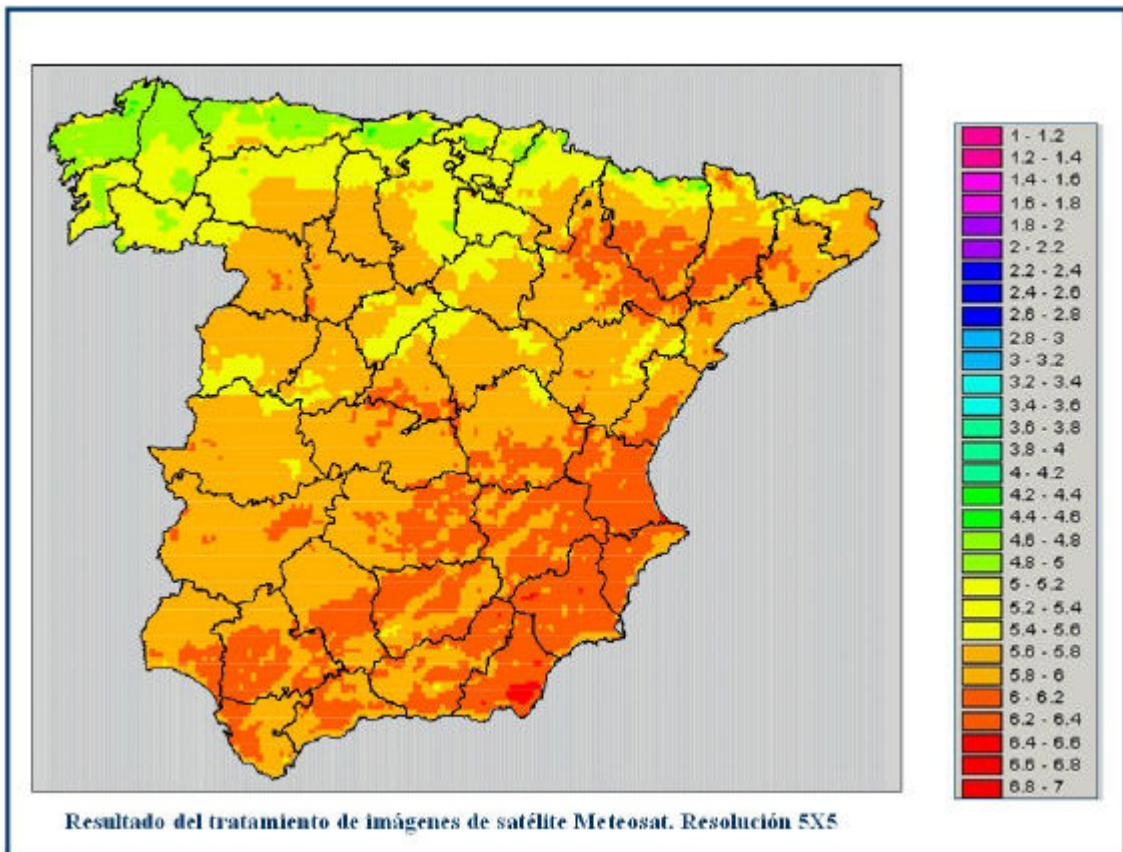 1 - 1.2
1.2 - 1.4
1.4 - 1.6
1.6 - 1.8
1.8 - 2
2 - 2.2
2.2 - 2.4
2.4 - 2.6
2.6 - 2.8
2.8 - 3
3 - 3.2
3.2 - 3.4
3.4 - 3.6
3.6 - 3.8
3.8 - 4
4 - 4.2
4.2 - 4.4
4.4 - 4.6
4.6 - 4.8
4.8 - 5
5 - 5.2
5.2 - 5.4
5.4 - 5.6
5.6 - 5.8
5.8 - 6
6 - 6.2
6.2 - 6.4
6.4 - 6.6
6.6 - 6.8
6.8 - 7
Resultado del tratamiento de imágenes de satélite Meteosat. Resolución 5X5